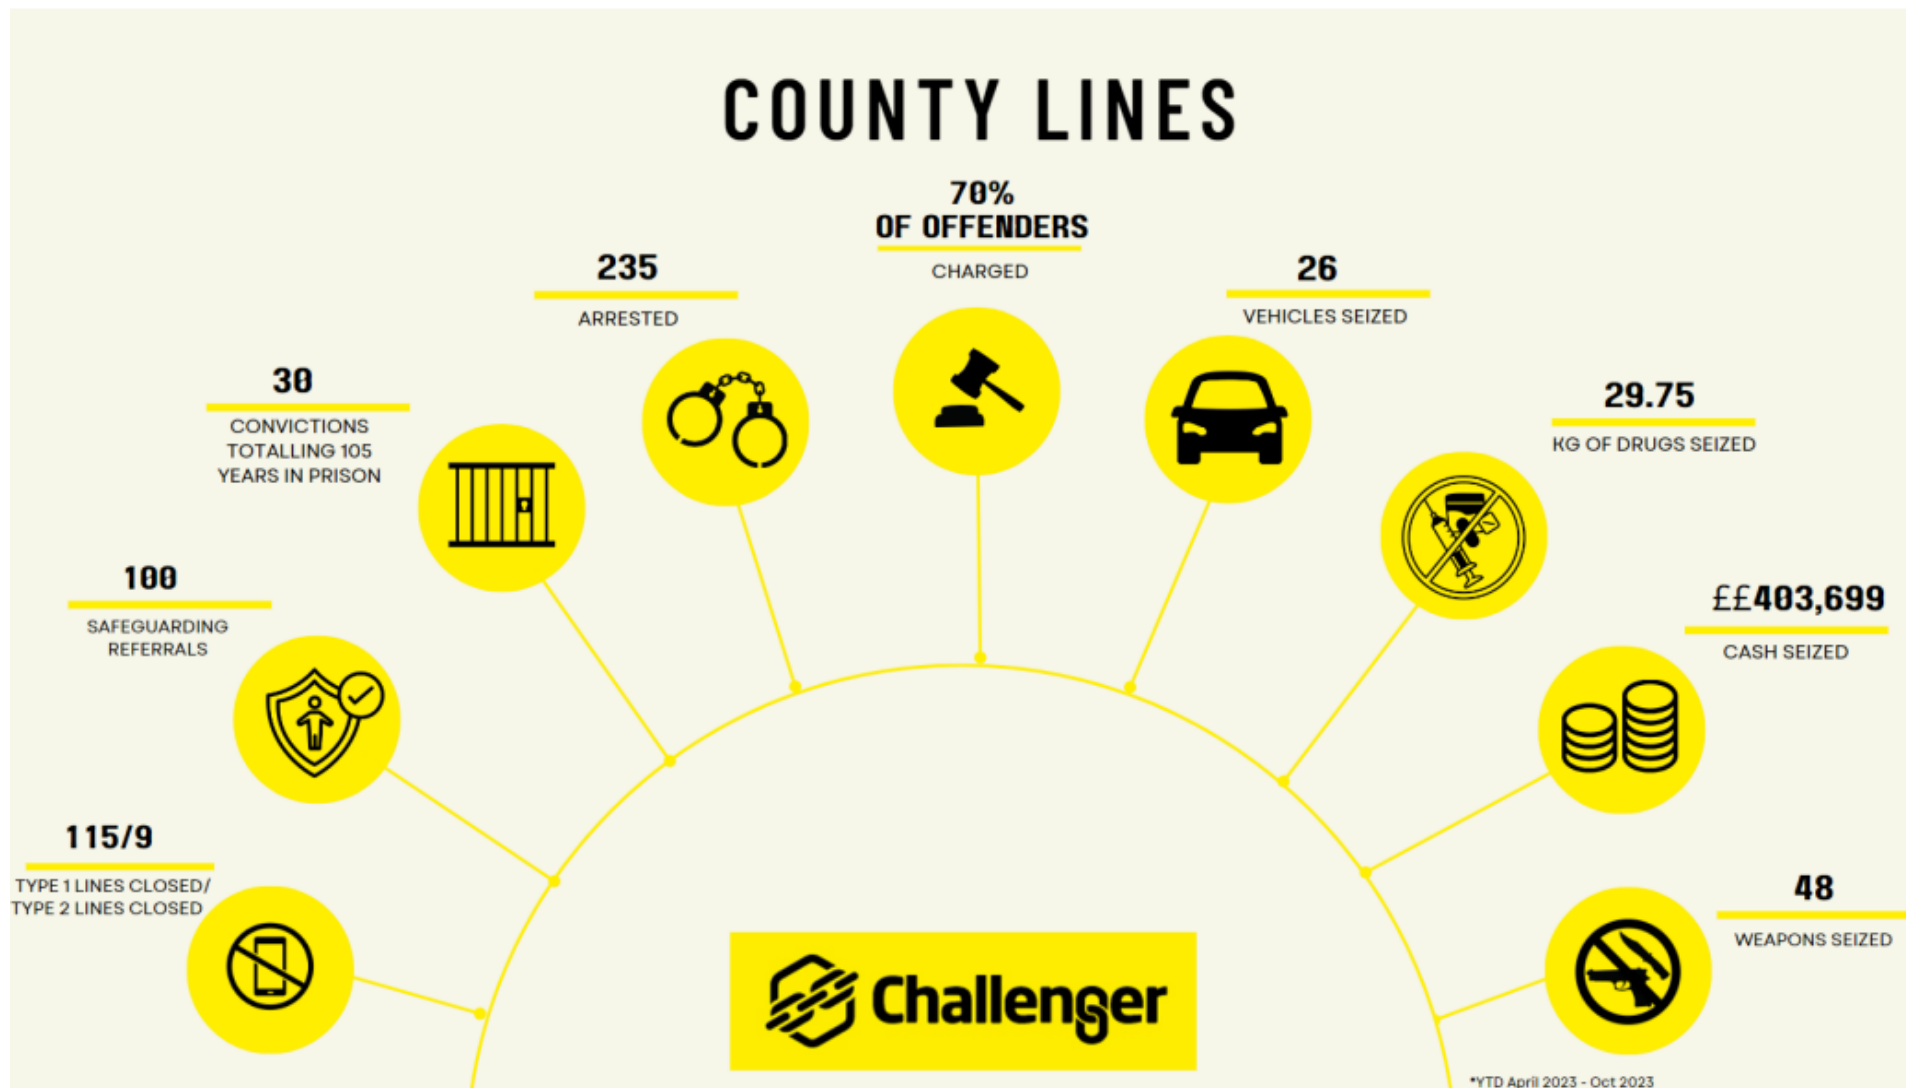 COUNTY LINES
70%
OF OFFENDERS
CHARGED
235
ARRESTED
26
VEHICLES SEIZED
30
CONVICTIONS
TOTALLING 105
YEARS IN PRISON
29.75
KG OF DRUGS SEIZED
100
SAFEGUARDING
REFERRALS
££403,699
CASH SEIZED
115/9
TYPE 1 LINES CLOSED/
TYPE 2 LINES CLOSED
48
WEAPONS SEIZED
Challenger
*YTD April 2023 - Oct 2023